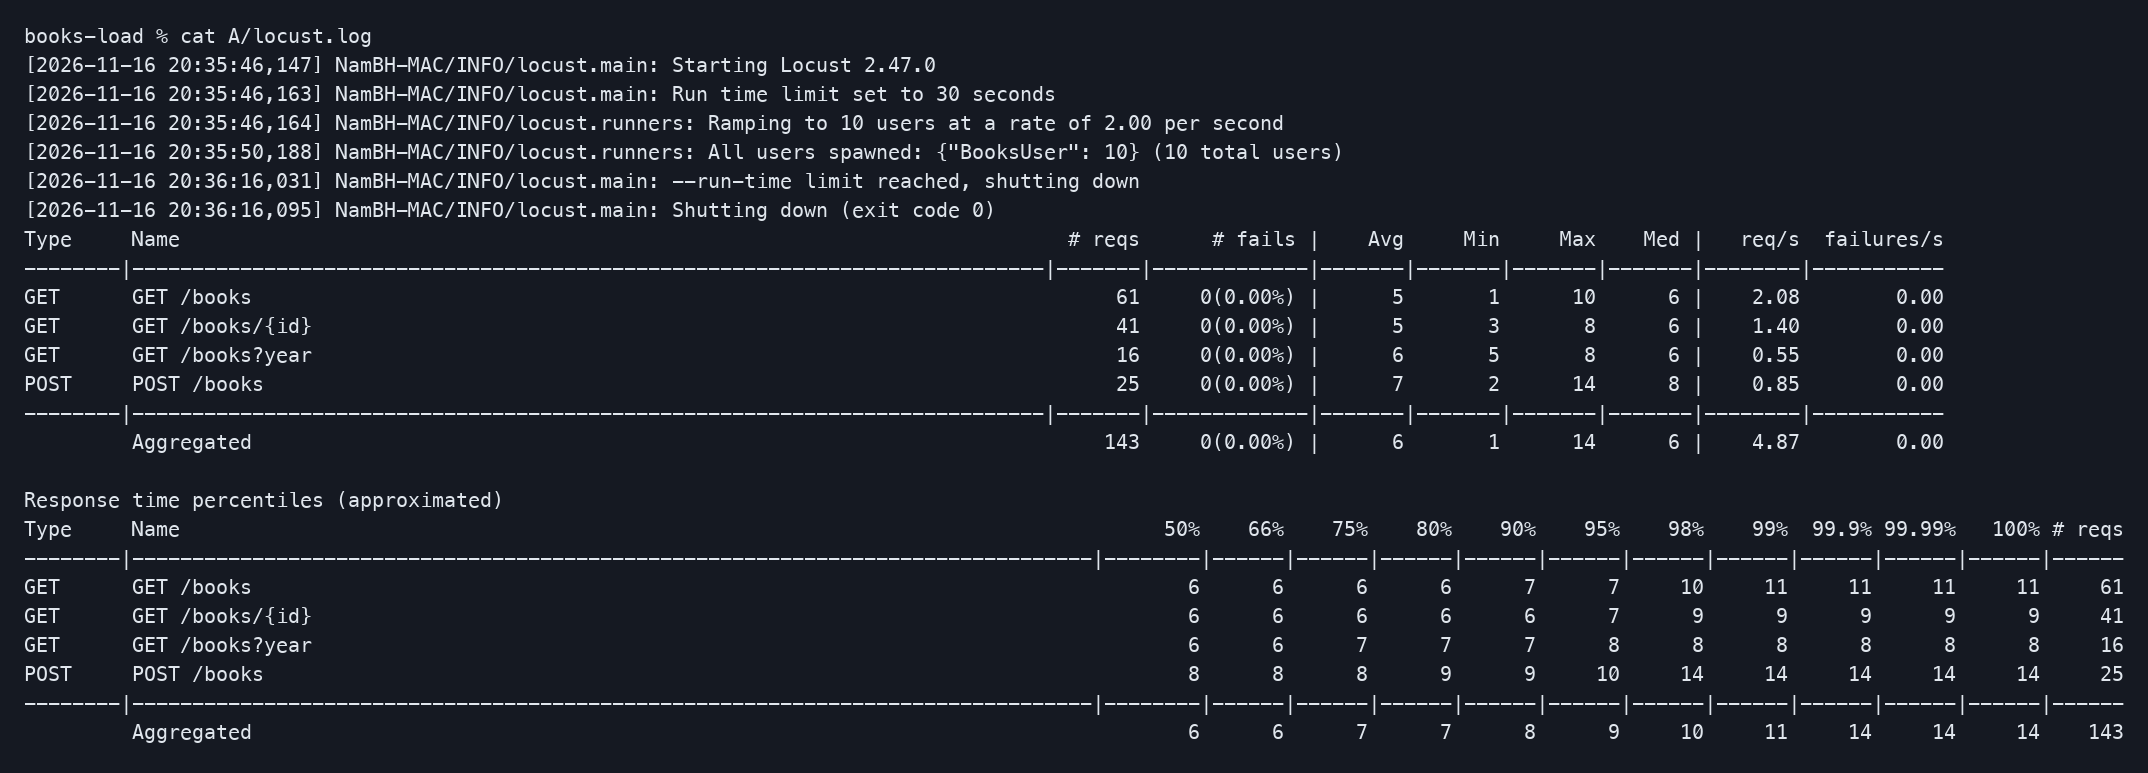 books-load % cat A/locust.log
[2026-11-16 20:35:46,147] NamBH-MAC/INFO/locust.main: Starting Locust 2.47.0
[2026-11-16 20:35:46,163] NamBH-MAC/INFO/locust.main: Run time limit set to 30 seconds
[2026-11-16 20:35:46,164] NamBH-MAC/INFO/locust.runners: Ramping to 10 users at a rate of 2.00 per second
[2026-11-16 20:35:50,188] NamBH-MAC/INFO/locust.runners: All users spawned: {"BooksUser": 10} (10 total users)
[2026-11-16 20:36:16,031] NamBH-MAC/INFO/locust.main: --run-time limit reached, shutting down
[2026-11-16 20:36:16,095] NamBH-MAC/INFO/locust.main: Shutting down (exit code 0)
Type     Name                                                                          # reqs      # fails |    Avg     Min     Max    Med |   req/s  failures/s
--------|----------------------------------------------------------------------------|-------|-------------|-------|-------|-------|-------|--------|-----------
GET      GET /books                                                                        61     0(0.00%) |      5       1      10      6 |    2.08        0.00
GET      GET /books/{id}                                                                   41     0(0.00%) |      5       3       8      6 |    1.40        0.00
GET      GET /books?year                                                                   16     0(0.00%) |      6       5       8      6 |    0.55        0.00
POST     POST /books                                                                       25     0(0.00%) |      7       2      14      8 |    0.85        0.00
--------|----------------------------------------------------------------------------|-------|-------------|-------|-------|-------|-------|--------|-----------
         Aggregated                                                                       143     0(0.00%) |      6       1      14      6 |    4.87        0.00

Response time percentiles (approximated)
Type     Name                                                                                  50%    66%    75%    80%    90%    95%    98%    99%  99.9% 99.99%   100% # reqs
--------|--------------------------------------------------------------------------------|--------|------|------|------|------|------|------|------|------|------|------|------
GET      GET /books                                                                              6      6      6      6      7      7     10     11     11     11     11     61
GET      GET /books/{id}                                                                         6      6      6      6      6      7      9      9      9      9      9     41
GET      GET /books?year                                                                         6      6      7      7      7      8      8      8      8      8      8     16
POST     POST /books                                                                             8      8      8      9      9     10     14     14     14     14     14     25
--------|--------------------------------------------------------------------------------|--------|------|------|------|------|------|------|------|------|------|------|------
         Aggregated                                                                              6      6      7      7      8      9     10     11     14     14     14    143